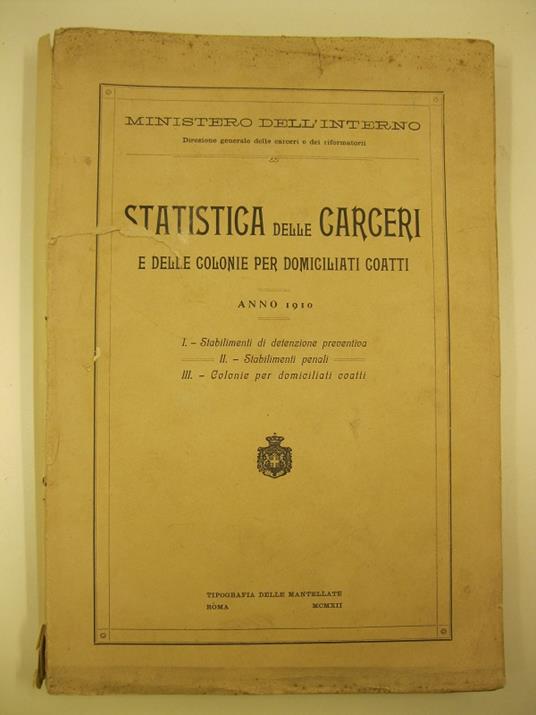 MINISTERO DELL'INTERNO
Direzione generale delle carceri e dei riformatorii
STATISTICA DELLE CARCERI
E DELLE COLONIE PER DOMICILIATI COATTI
ANNO 1910
I. - Stabilimenti di detenzione preventiva
II. - Stabilimenti penali
III. - Colonie per domiciliati coatti
TIPOGRAFIA DELLE MANTELLATE
ROMA MCMXII